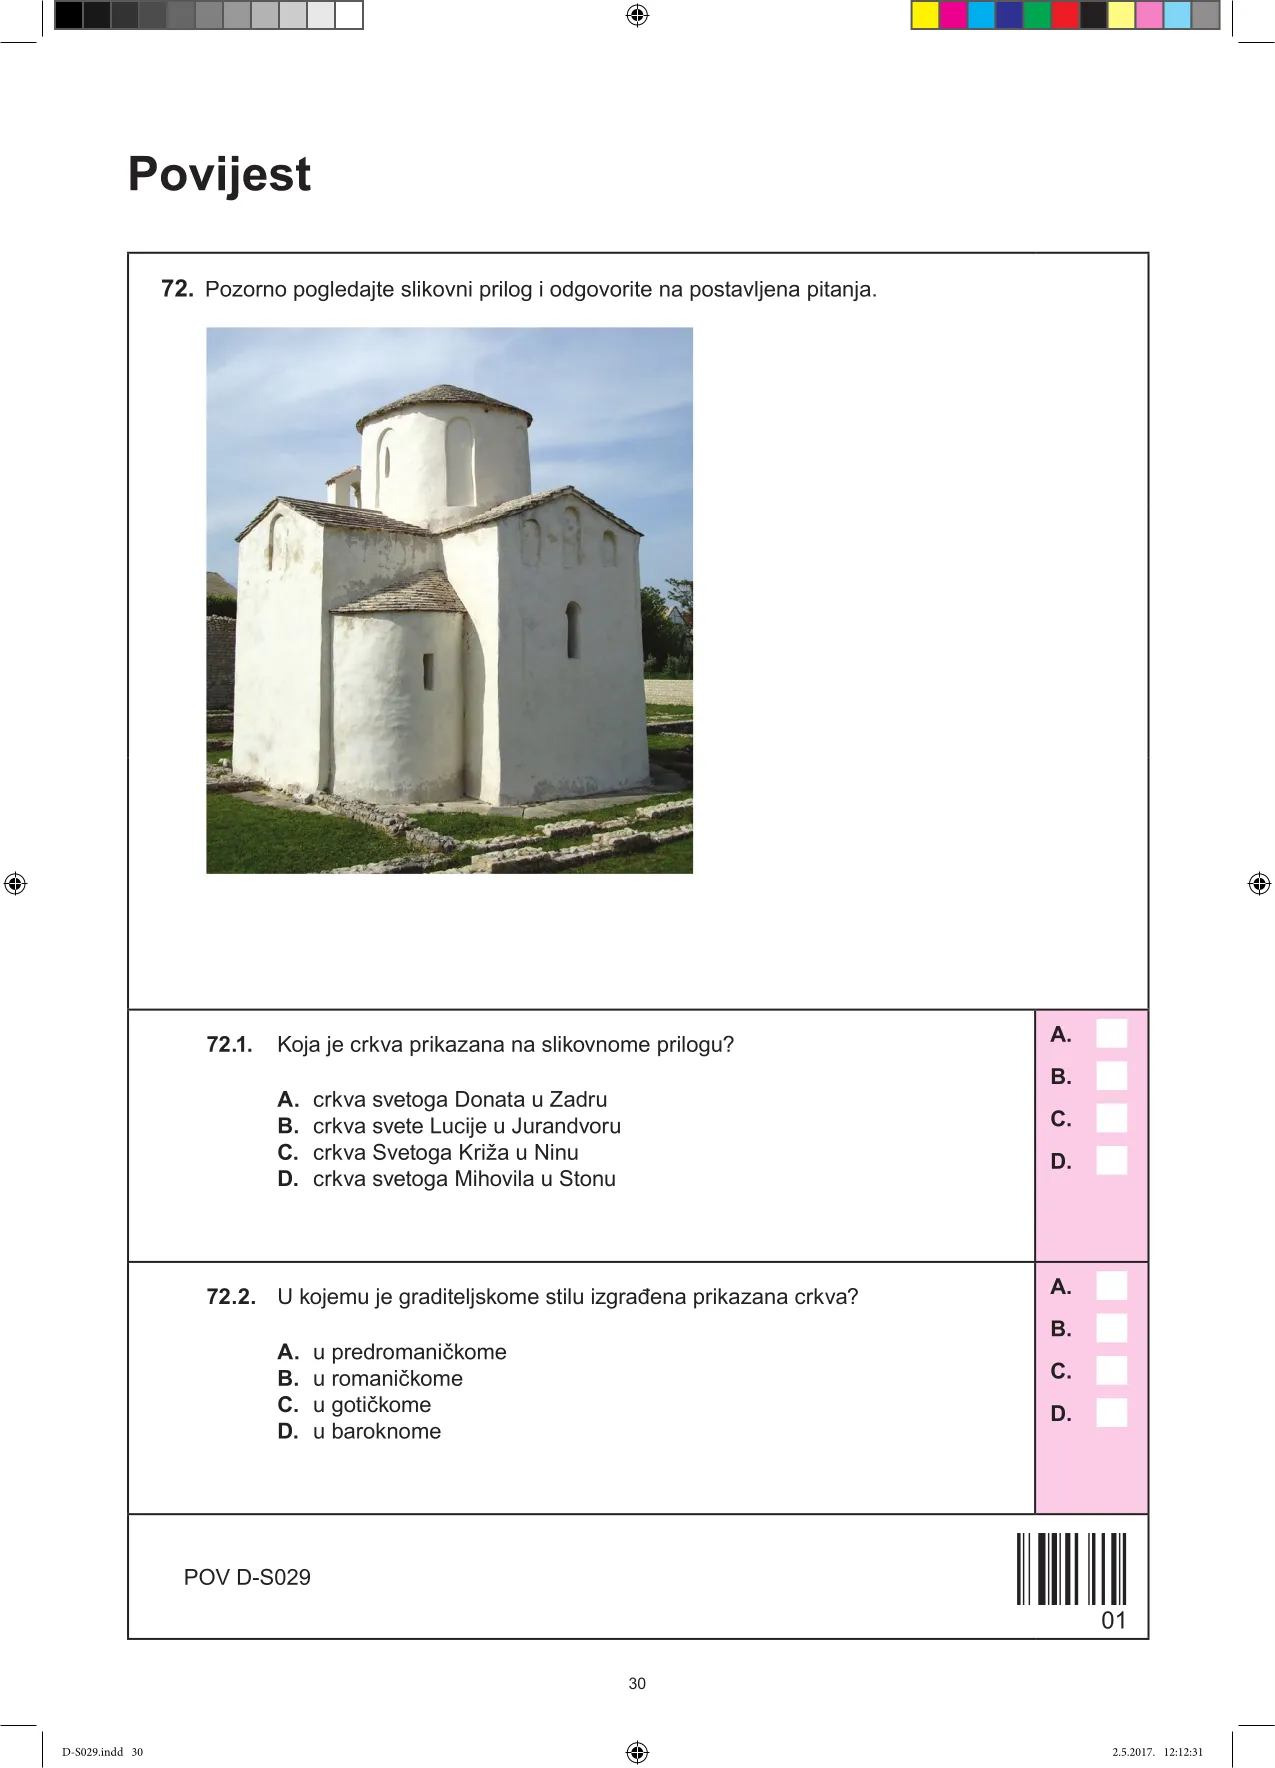 Povijest
72. Pozorno pogledajte slikovni prilog i odgovorite na postavljena pitanja.
72.1. Koja je crkva prikazana na slikovnome prilogu?
A. crkva svetoga Donata u Zadru
B. crkva svete Lucije u Jurandvoru
C. crkva Svetoga Križa u Ninu
D. crkva svetoga Mihovila u Stonu
A.
B.
C.
D.
72.2. U kojemu je graditeljskome stilu izgrađena prikazana crkva?
A. u predromaničkome
B. u romaničkome
C. u gotičkome
D. u baroknome
A.
B.
C.
D.
POV D-S029
01
30
D-S029.indd 30
2.5.2017. 12:12:31